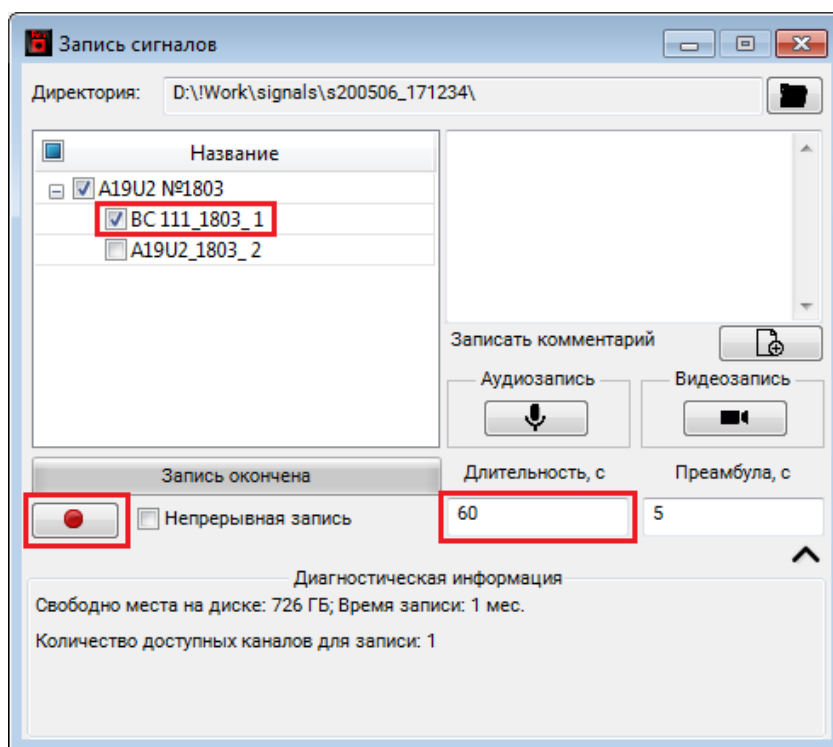 Запись сигналов
Директория: D:\!Work\signals\s200506_171234\
Название
A19U2 №1803
BC 111_1803_ 1
A19U2_1803_ 2
Записать комментарий
Аудиозапись Видеозапись
Запись окончена Длительность, с Преамбула, с
Непрерывная запись 60 5
Диагностическая информация
Свободно места на диске: 726 ГБ; Время записи: 1 мес.
Количество доступных каналов для записи: 1